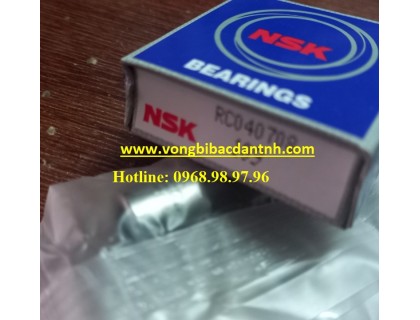 NSK
BEARINGS
NSK RC040708
www.vongbibacdantnh.com
Hotline: 0968.98.97.96